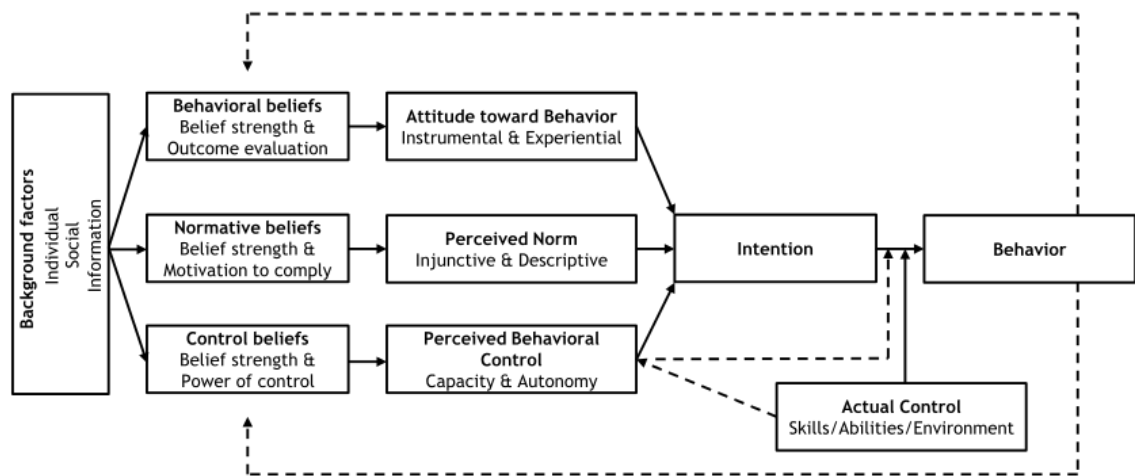 Background factors
Individual
Social
Information
Behavioral beliefs
Belief strength &
Outcome evaluation
Attitude toward Behavior
Instrumental & Experiential
Normative beliefs
Belief strength &
Motivation to comply
Perceived Norm
Injunctive & Descriptive
Intention
Behavior
Control beliefs
Belief strength &
Power of control
Perceived Behavioral
Control
Capacity & Autonomy
Actual Control
Skills/Abilities/Environment